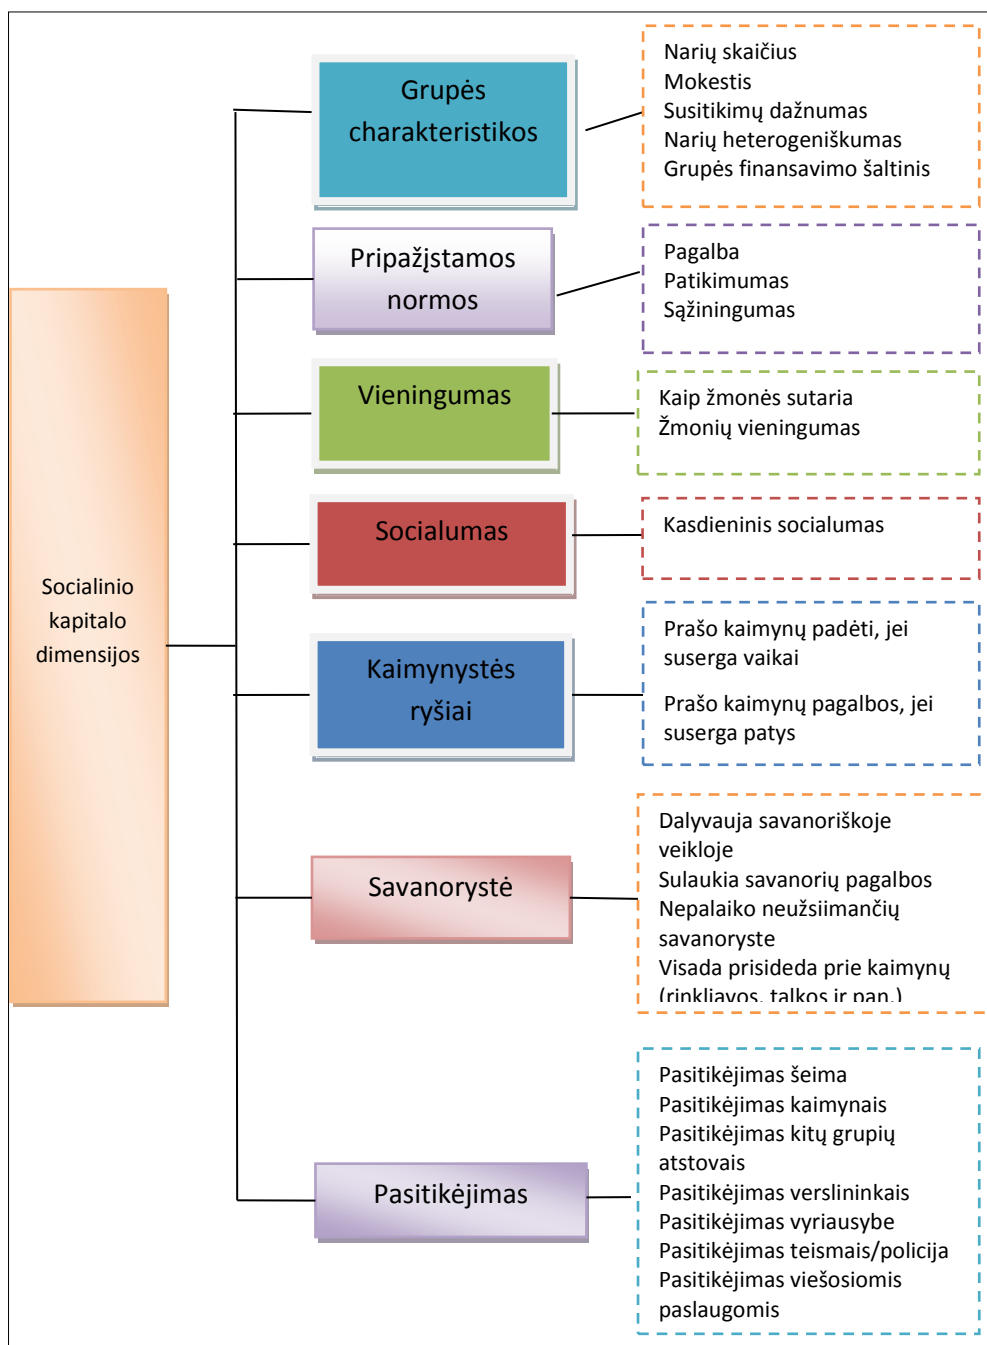 Socialinio
kapitalo
dimensijos
Grupės
charakteristikos
Narių skaičius
Mokestis
Susitikimų dažnumas
Narių heterogeniškumas
Grupės finansavimo šaltinis
Pripažįstamos
normos
Pagalba
Patikimumas
Sąžiningumas
Vieningumas
Kaip žmonės sutaria
Žmonių vieningumas
Socialumas
Kasdieninis socialumas
Kaimynystės
ryšiai
Prašo kaimynų padėti, jei
suserga vaikai
Prašo kaimynų pagalbos, jei
suserga patys
Savanorystė
Dalyvauja savanoriškoje
veikloje
Sulaukia savanorių pagalbos
Nepalaiko neužsiimančių
savanoryste
Visada prisideda prie kaimynų
(rinkliavos, talkos ir pan.)
Pasitikėjimas
Pasitikėjimas šeima
Pasitikėjimas kaimynais
Pasitikėjimas kitų grupių
atstovais
Pasitikėjimas verslininkais
Pasitikėjimas vyriausybe
Pasitikėjimas teismais/policija
Pasitikėjimas viešosiomis
paslaugomis